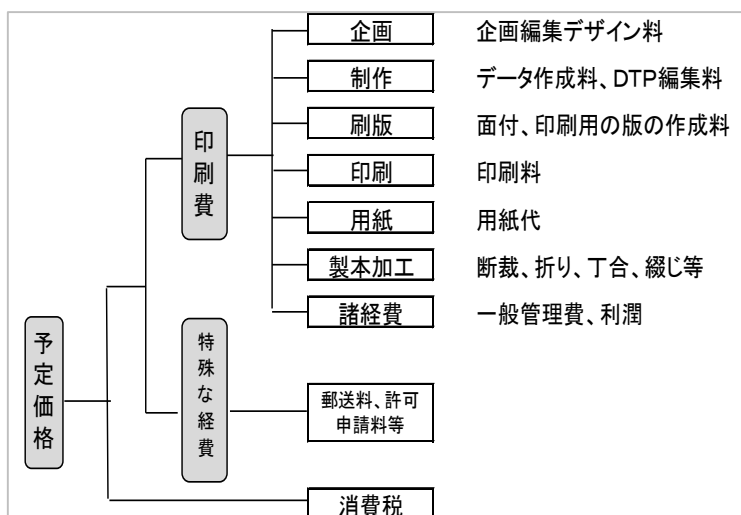 企画 企画編集デザイン料
制作 データ作成料、DTP編集料
刷版 面付、印刷用の版の作成料
印刷費
印刷 印刷料
用紙 用紙代
製本加工 断裁、折り、丁合、綴じ等
諸経費 一般管理費、利潤
予定価格
特殊な経費
郵送料、許可
申請料等
消費税